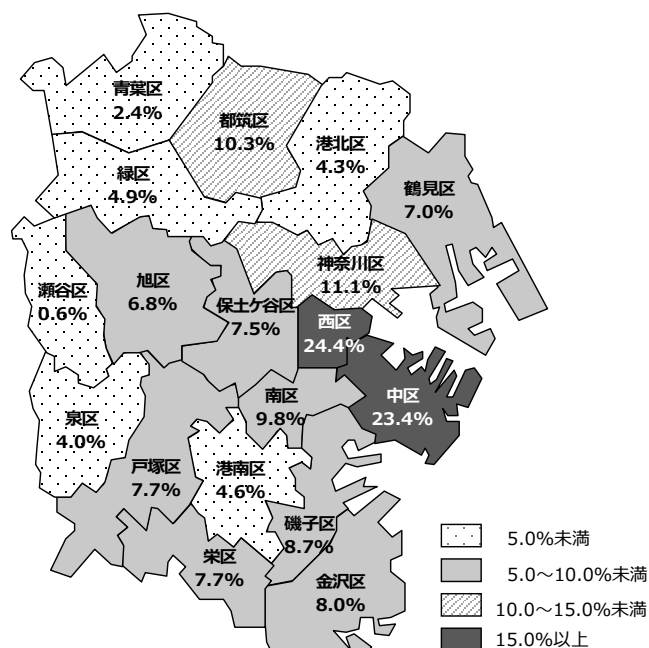 青葉区
2.4%
都筑区
10.3%
港北区
4.3%
緑区
4.9%
鶴見区
7.0%
神奈川区
11.1%
瀬谷区
0.6%
旭区
6.8%
保土ケ谷区
7.5%
西区
24.4%
中区
23.4%
南区
9.8%
泉区
4.0%
戸塚区
7.7%
港南区
4.6%
磯子区
8.7%
栄区
7.7%
金沢区
8.0%
5.0%未満
5.0～10.0%未満
10.0～15.0%未満
15.0%以上